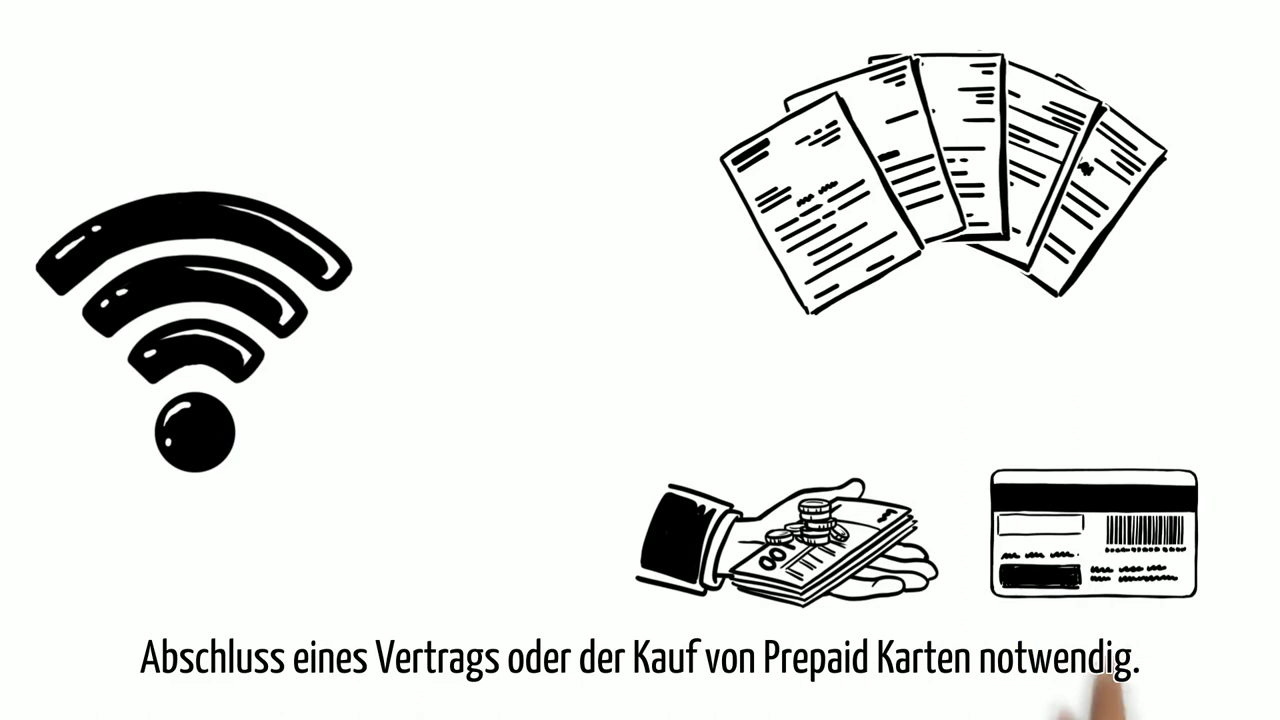 Abschluss eines Vertrags oder der Kauf von Prepaid Karten notwendig.